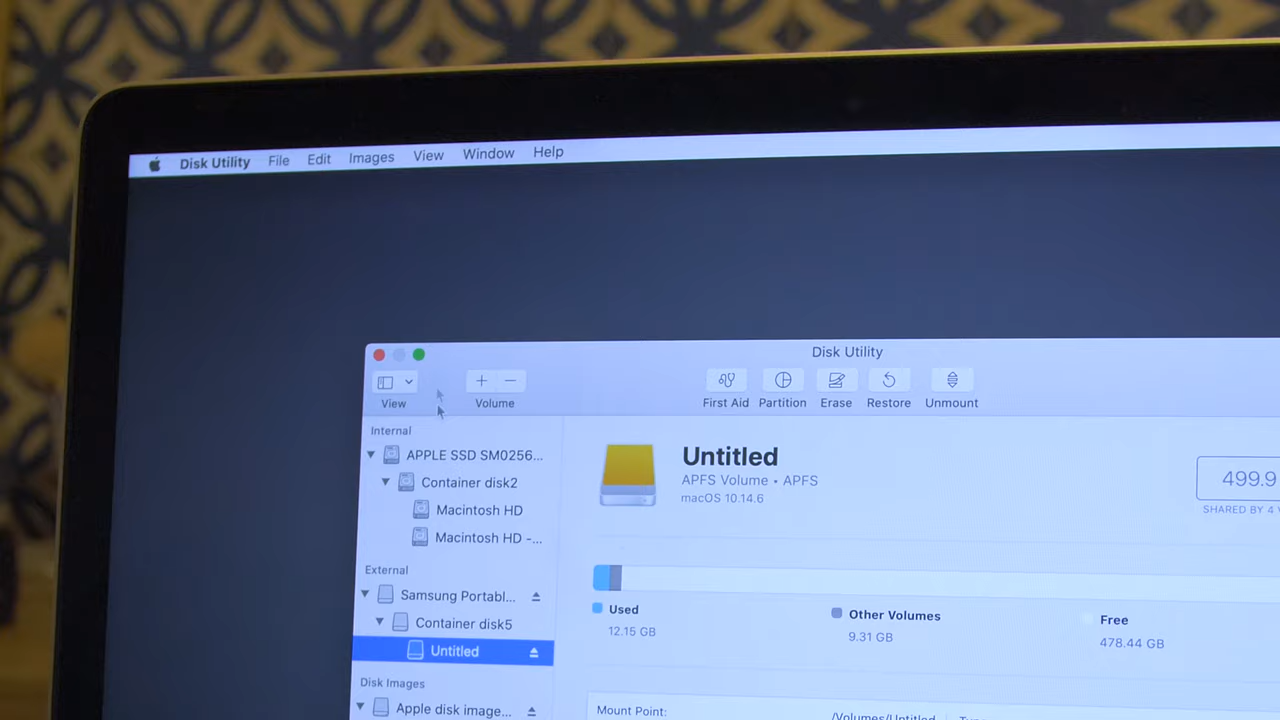 Disk Utility File Edit Images View Window Help
Disk Utility
View
Volume
First Aid Partition Erase Restore Unmount
Internal
APPLE SSD SM0256...
Container disk2
Macintosh HD
Macintosh HD -...
External
Samsung Portabl...
Container disk5
Untitled
Disk Images
Apple disk image...
Untitled
APFS Volume • APFS
macOS 10.14.6
499.9
SHARED BY 4
Used
12.15 GB
Other Volumes
9.31 GB
Free
478.44 GB
Mount Point:
/Volumes/Untitled